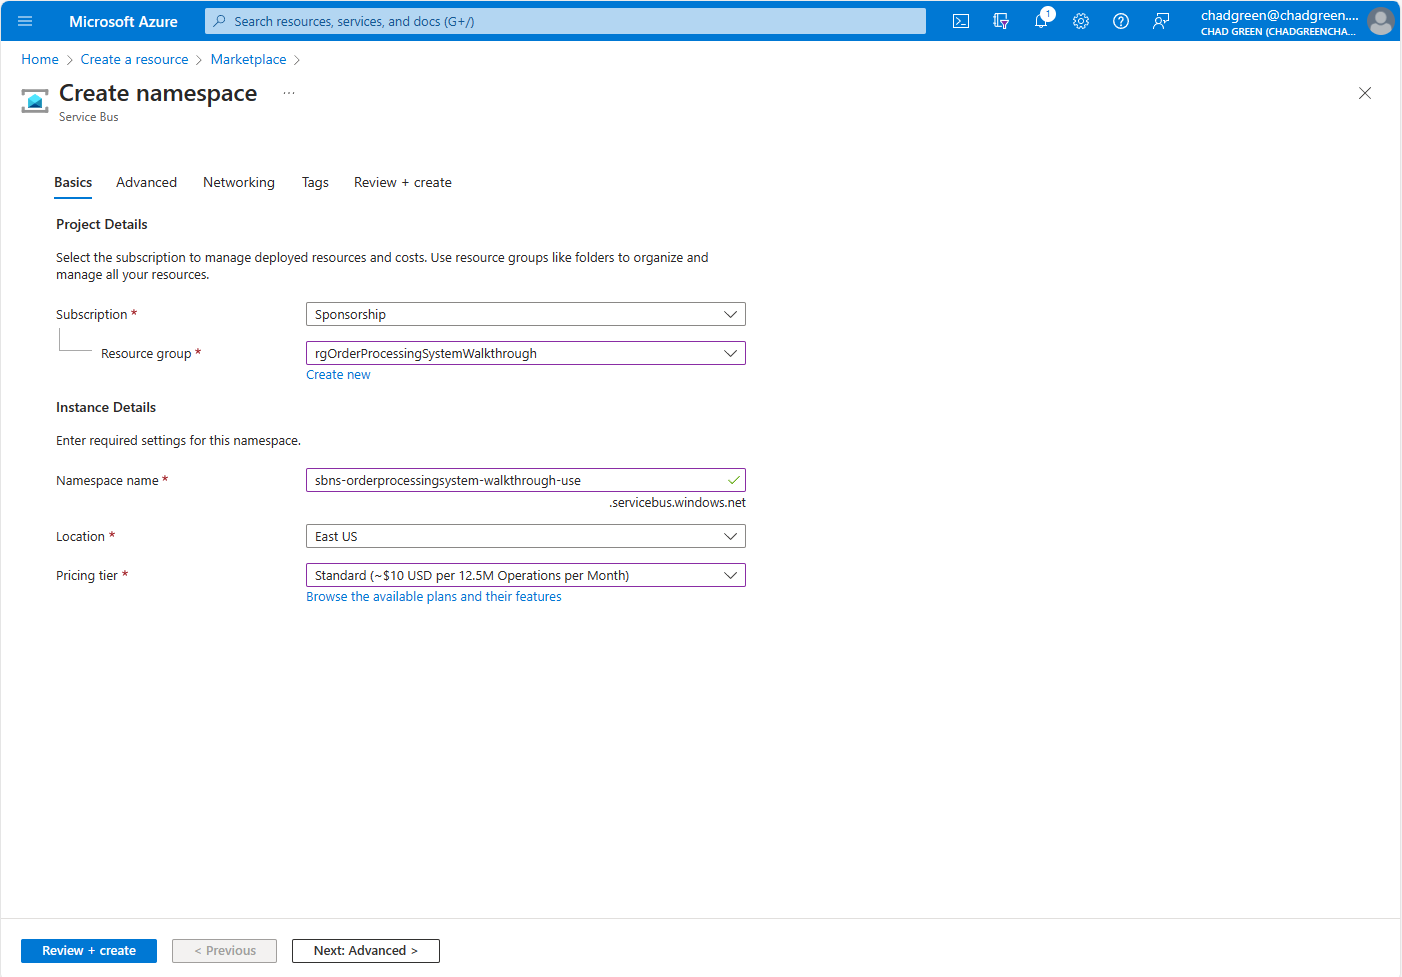 Microsoft Azure
Search resources, services, and docs (G+/)
1
chadgreen@chadgreen....
CHAD GREEN (CHADGREENCHA...
Home > Create a resource > Marketplace >
Create namespace ...
Service Bus
Basics Advanced Networking Tags Review + create
Project Details
Select the subscription to manage deployed resources and costs. Use resource groups like folders to organize and
manage all your resources.
Subscription * Sponsorship
Resource group * rgOrderProcessingSystemWalkthrough
Create new
Instance Details
Enter required settings for this namespace.
Namespace name * sbns-orderprocessingsystem-walkthrough-use
.servicebus.windows.net
Location * East US
Pricing tier * Standard (~$10 USD per 12.5M Operations per Month)
Browse the available plans and their features
Review + create < Previous Next: Advanced >